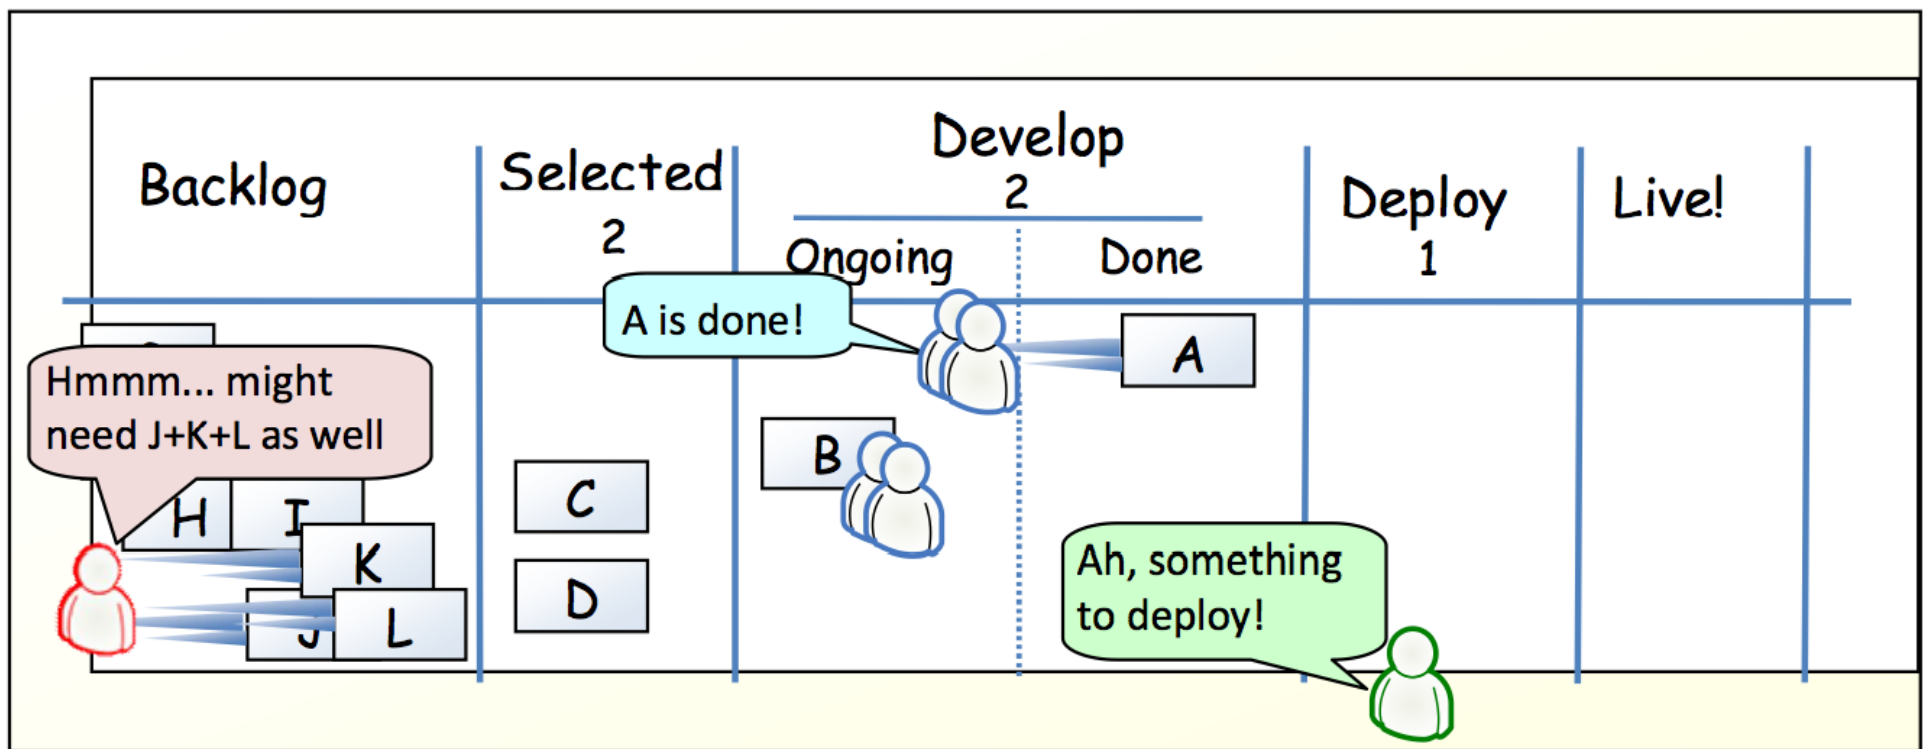 Backlog
Selected
2
Develop
2
Ongoing
Done
Deploy
1
Live!
A is done!
A
Hmmm... might
need J+K+L as well
B
C
H
I
K
D
J
L
Ah, something
to deploy!